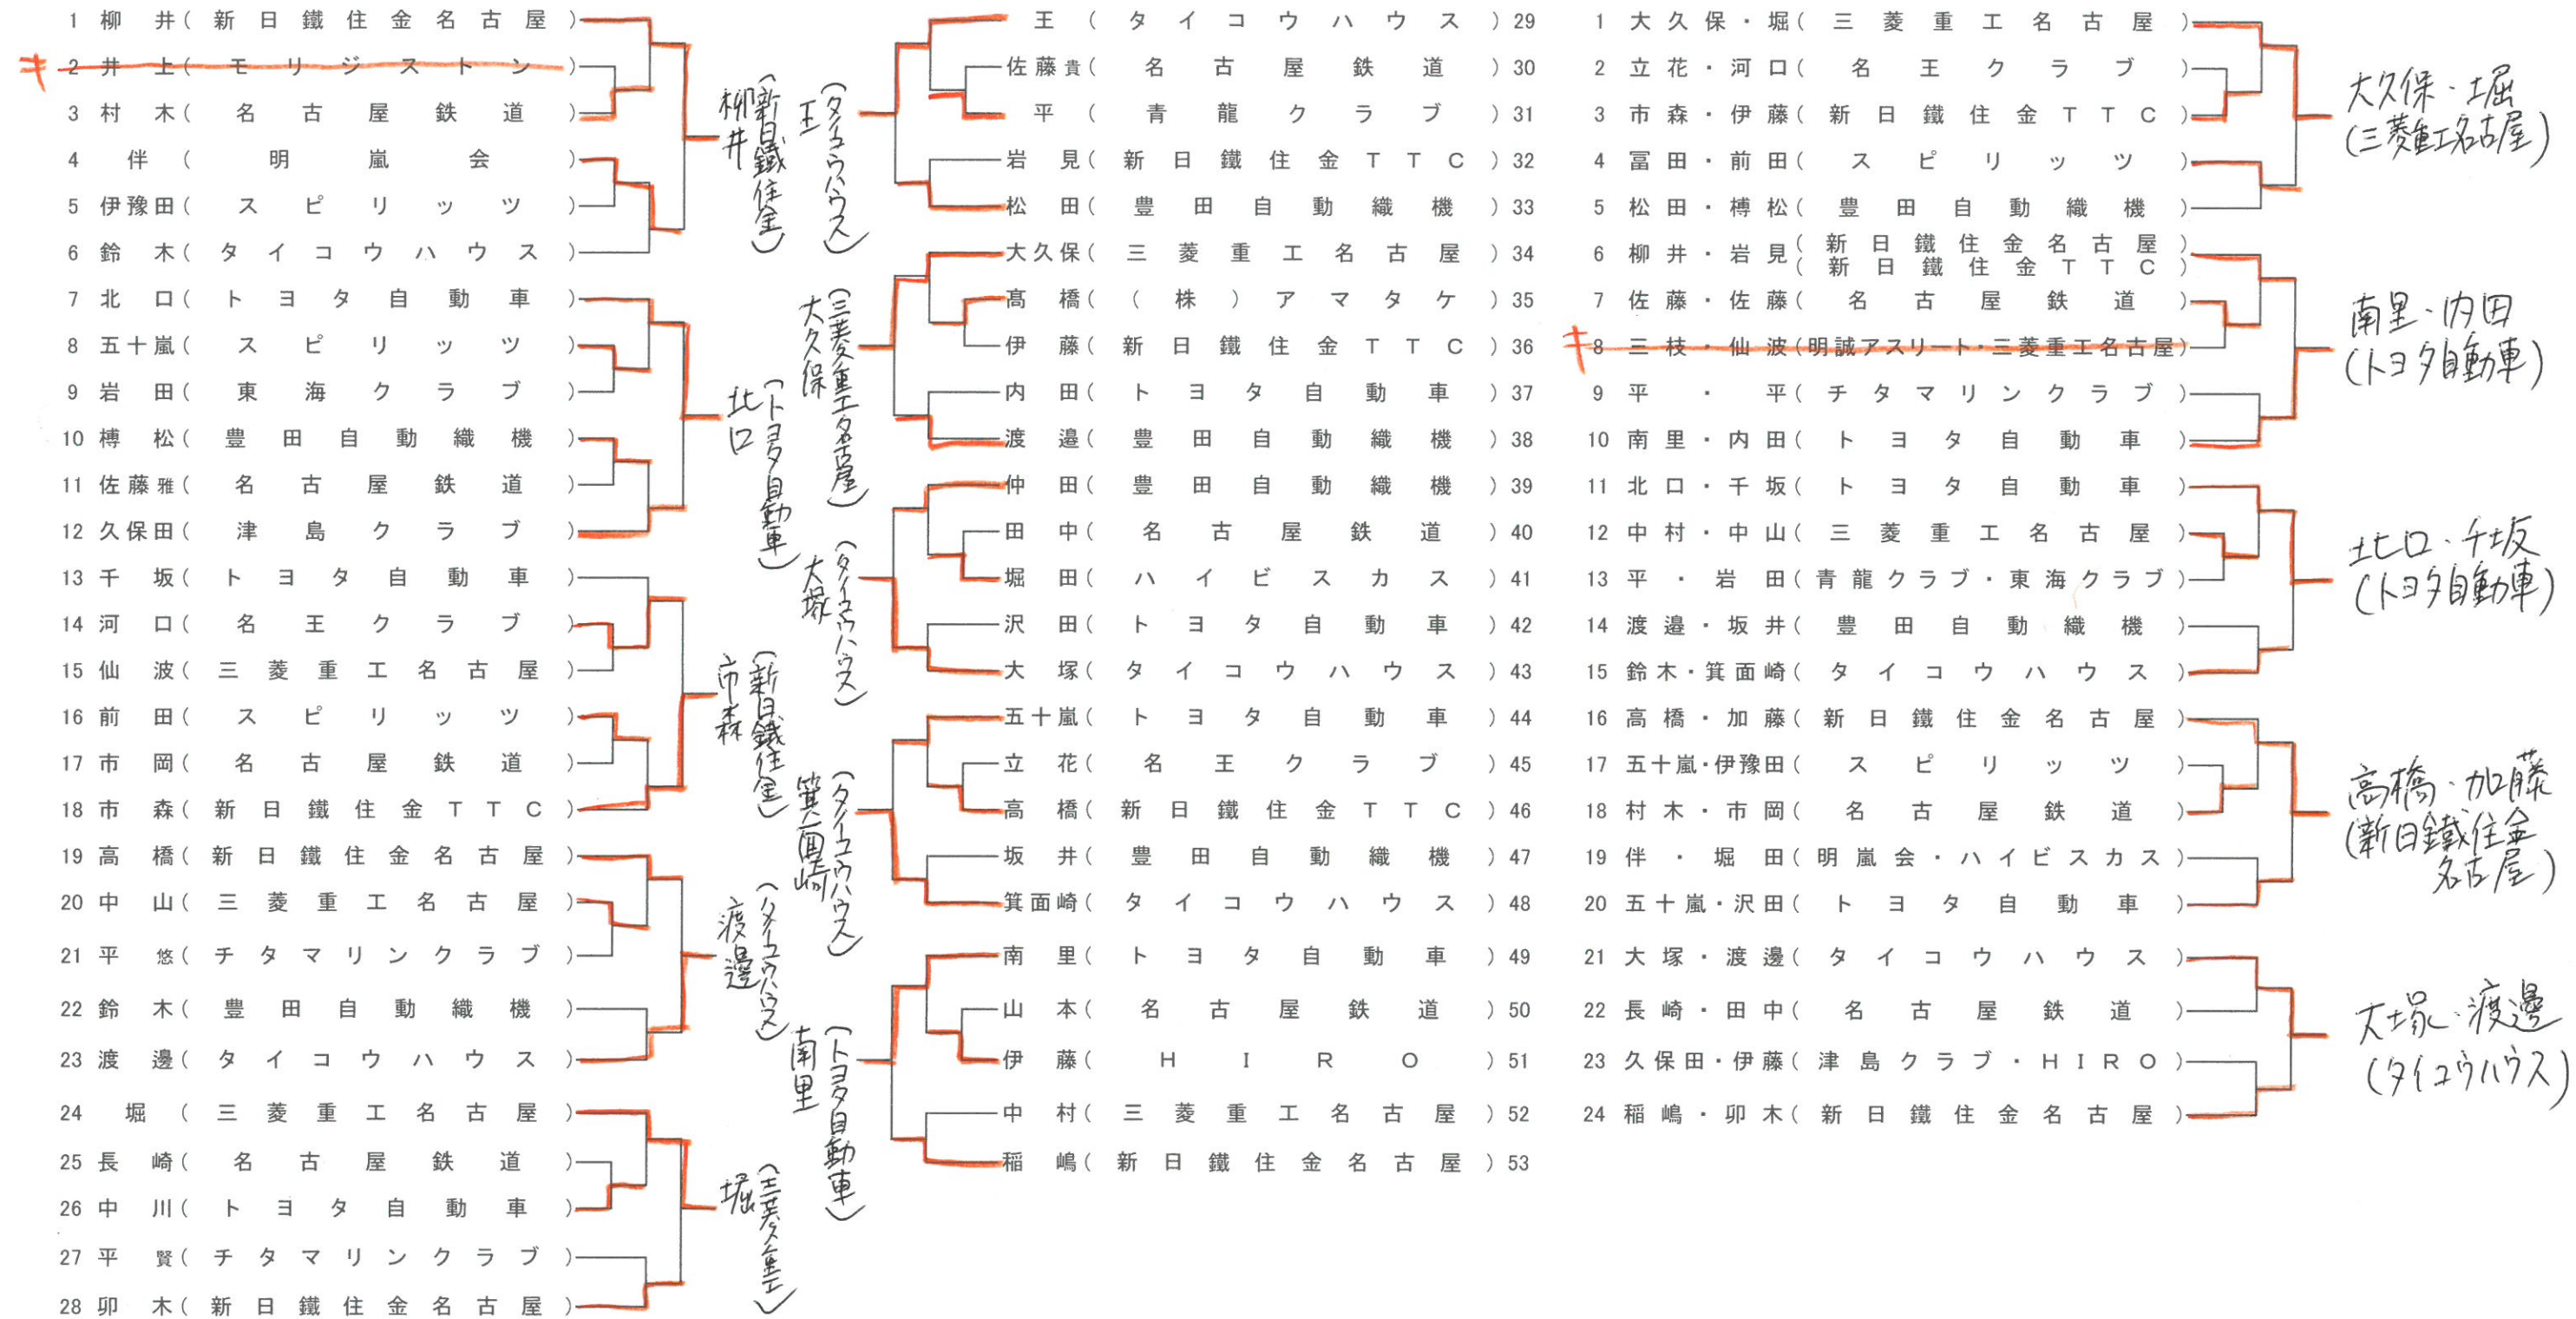 1 柳井(新日鐵住金名古屋)
キ 2 井上(モリジストン)
3 村木(名古屋鉄道)
4 伴(明嵐会)
5 伊豫田(スピリッツ)
6 鈴木(タイコウハウス)
7 北口(トヨタ自動車)
8 五十嵐(スピリッツ)
9 岩田(東海クラブ)
10 榑松(豊田自動織機)
11 佐藤雅(名古屋鉄道)
12 久保田(津島クラブ)
13 千坂(トヨタ自動車)
14 河口(名王クラブ)
15 仙波(三菱重工名古屋)
16 前田(スピリッツ)
17 市岡(名古屋鉄道)
18 市森(新日鐵住金TTC)
19 高橋(新日鐵住金名古屋)
20 中山(三菱重工名古屋)
21 平悠(チタマリンクラブ)
22 鈴木(豊田自動織機)
23 渡邊(タイコウハウス)
24 堀(三菱重工名古屋)
25 長崎(名古屋鉄道)
26 中川(トヨタ自動車)
27 平賢(チタマリンクラブ)
28 卯木(新日鐵住金名古屋)
柳井
(新日鐵住金)
北口
(トヨタ自動車)
市森
(新日鐵住金)
渡邊
(タイコウハウス)
堀
(三菱重工)
王
(タイコウハウス)
大久保
(三菱重工名古屋)
大塚
(タイコウハウス)
箕面崎
(タイコウハウス)
南里
(トヨタ自動車)
王(タイコウハウス)29
佐藤貴(名古屋鉄道)30
平(青龍クラブ)31
岩見(新日鐵住金TTC)32
松田(豊田自動織機)33
大久保(三菱重工名古屋)34
髙橋((株)アマタケ)35
伊藤(新日鐵住金TTC)36
内田(トヨタ自動車)37
渡邉(豊田自動織機)38
仲田(豊田自動織機)39
田中(名古屋鉄道)40
堀田(ハイビスカス)41
沢田(トヨタ自動車)42
大塚(タイコウハウス)43
五十嵐(トヨタ自動車)44
立花(名王クラブ)45
高橋(新日鐵住金TTC)46
坂井(豊田自動織機)47
箕面崎(タイコウハウス)48
南里(トヨタ自動車)49
山本(名古屋鉄道)50
伊藤(HIRO)51
中村(三菱重工名古屋)52
稲嶋(新日鐵住金名古屋)53
1 大久保・堀(三菱重工名古屋)
2 立花・河口(名王クラブ)
3 市森・伊藤(新日鐵住金TTC)
4 冨田・前田(スピリッツ)
5 松田・榑松(豊田自動織機)
6 柳井・岩見(新日鐵住金名古屋)
(新日鐵住金TTC)
7 佐藤・佐藤(名古屋鉄道)
キ 8 三枝・仙波(明誠アスリート・三菱重工名古屋)
9 平・平(チタマリンクラブ)
10 南里・内田(トヨタ自動車)
11 北口・千坂(トヨタ自動車)
12 中村・中山(三菱重工名古屋)
13 平・岩田(青龍クラブ・東海クラブ)
14 渡邉・坂井(豊田自動織機)
15 鈴木・箕面崎(タイコウハウス)
16 高橋・加藤(新日鐵住金名古屋)
17 五十嵐・伊豫田(スピリッツ)
18 村木・市岡(名古屋鉄道)
19 伴・堀田(明嵐会・ハイビスカス)
20 五十嵐・沢田(トヨタ自動車)
21 大塚・渡邊(タイコウハウス)
22 長崎・田中(名古屋鉄道)
23 久保田・伊藤(津島クラブ・HIRO)
24 稲嶋・卯木(新日鐵住金名古屋)
大久保・堀
(三菱重工名古屋)
南里・内田
(トヨタ自動車)
北口・千坂
(トヨタ自動車)
高橋・加藤
(新日鐵住金
名古屋)
大塚・渡邊
(タイコウハウス)